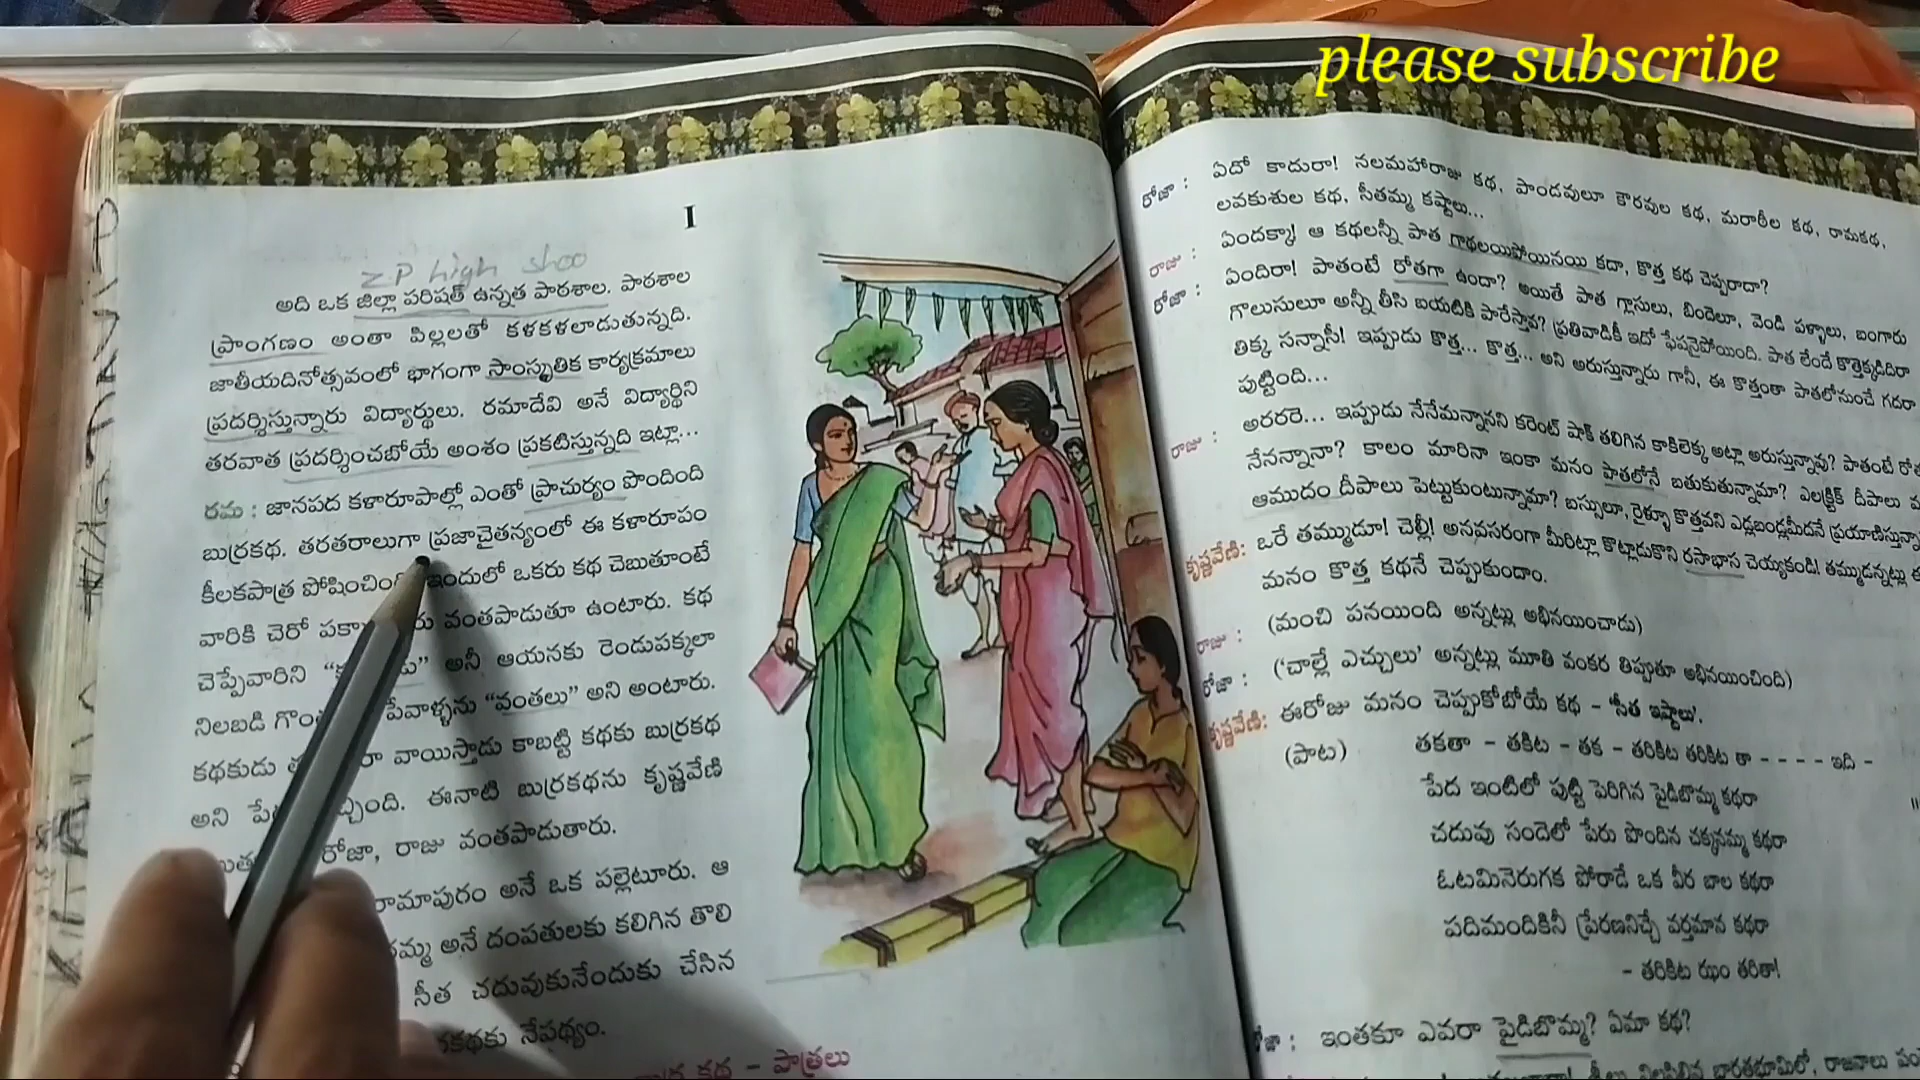 please subscribe
I
Z.P high shoo
అది ఒక జిల్లా పరిషత్ ఉన్నత పాఠశాల. పాఠశాల
ప్రాంగణం అంతా పిల్లలతో కళకళలాడుతున్నది.
జాతీయదినోత్సవంలో భాగంగా సాంస్కృతిక కార్యక్రమాలు
ప్రదర్శిస్తున్నారు విద్యార్థులు. రమాదేవి అనే విద్యార్థిని
తరవాత ప్రదర్శించబోయే అంశం ప్రకటిస్తున్నది ఇట్లా...
రమ : జానపద కళారూపాల్లో ఎంతో ప్రాచుర్యం పొందింది
బుర్రకథ. తరతరాలుగా ప్రజాచైతన్యంలో ఈ కళారూపం
కీలకపాత్ర పోషించింది. ఇందులో ఒకరు కథ చెబుతూంటే
వారికి చెరో వంతపాడుతూ ఉంటారు. కథ
చెప్పేవారిని అనీ ఆయనకు రెండుపక్కలా
నిలబడి "వంతలు" అని అంటారు.
కథకుడు వాయిస్తాడు కాబట్టి కథకు బుర్రకథ
అని ఈనాటి బుర్రకథను కృష్ణవేణి
రోజా, రాజు వంతపాడుతారు.
రామాపురం అనే ఒక పల్లెటూరు. ఆ
అనే దంపతులకు కలిగిన తొలి
సీత చదువుకునేందుకు చేసిన
నేపథ్యం.
కథ - పాత్రలు
రోజా : ఏదో కాదురా! నలమహారాజు కథ, పాండవులూ కౌరవుల కథ, మరాఠీల కథ, రామకథ,
లవకుశుల కథ, సీతమ్మ కష్టాలు...
రాజు : ఏందక్కా! ఆ కథలన్నీ పాత గాథలయిపోయినయి కదా, కొత్త కథ చెప్పరాదా?
రోజా : ఏందిరా! పాతంటే రోతగా ఉందా? అయితే పాత గ్లాసులు, బిందెలూ, వెండి పళ్ళాలు, బంగారు
గొలుసులూ అన్నీ తీసి బయటికి పారేస్తావ? ప్రతివాడికీ ఇదో ఫేషనైపోయింది. పాత లేందే కొత్తెక్కడిదిరా
తిక్క సన్నాసీ! ఇప్పుడు కొత్త... కొత్త... అని అరుస్తున్నారు గానీ, ఈ కొత్తంతా పాతలోనుంచే గదరా
పుట్టింది...
రాజు : అరరరె... ఇప్పుడు నేనేమన్నానని కరెంట్ షాక్ తలిగిన కాకిలెక్క అట్లా అరుస్తున్నావు? పాతంటే
నేనన్నానా? కాలం మారినా ఇంకా మనం పాతలోనే బతుకుతున్నామా? ఎలక్ట్రిక్ దీపాలు
ఆముదం దీపాలు పెట్టుకుంటున్నామా? బస్సులూ, రైళ్ళూ కొత్తవని ఎడ్లబండ్లమీదనే
కృష్ణవేణి: ఒరే తమ్ముడూ! చెల్లీ! అనవసరంగా మీరిట్లా కొట్లాడుకొని రసాభాస చెయ్యకండి! తమ్ముడన్నట్లు
మనం కొత్త కథనే చెప్పుకుందాం.
రాజు : (మంచి పనయింది అన్నట్లు అభినయించాడు)
రోజా : ('చాల్లే ఎచ్చులు' అన్నట్లు మూతి వంకర తిప్పుతూ అభినయించింది)
కృష్ణవేణి: ఈరోజు మనం చెప్పుకోబోయే కథ - 'సీత ఇష్టాలు'.
(పాట) తకతా - తకిట - తక - తరికిట తరికిట తా - - - - ఇది -
పేద ఇంటిలో పుట్టి పెరిగిన పైడిబొమ్మ కథరా
చదువు సందెలో పేరు పొందిన చక్కనమ్మ కథరా
ఓటమినెరుగక పోరాడే ఒక వీర బాల కథరా
పదిమందికినీ ప్రేరణనిచ్చే వర్తమాన కథరా
- తరికిట ఝం తరితా!
ఇంతకూ ఎవరా పైడిబొమ్మ? ఏమా కథ?